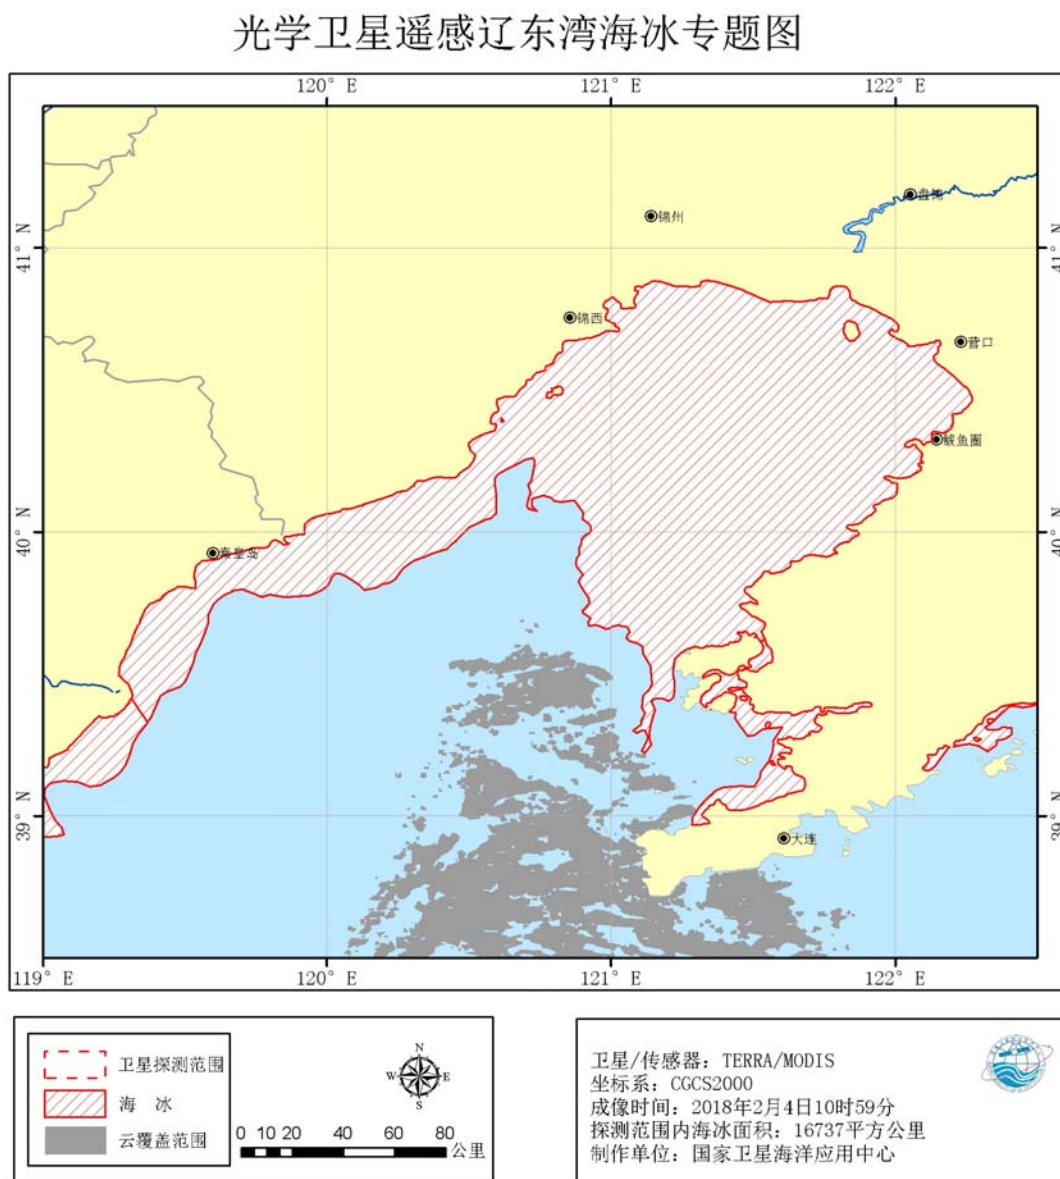 光学卫星遥感辽东湾海冰专题图
120° E 121° E 122° E
盘锦
锦州
41° N 41° N
锦西
营口
鲅鱼圈
40° N 40° N
秦皇岛
39° N 39° N
大连
119° E 120° E 121° E 122° E
卫星探测范围
海 冰
云覆盖范围
N
W E
S
0 10 20 40 60 80 公里
卫星/传感器: TERRA/MODIS
坐标系: CGCS2000
成像时间: 2018年2月4日10时59分
探测范围内海冰面积: 16737平方公里
制作单位: 国家卫星海洋应用中心